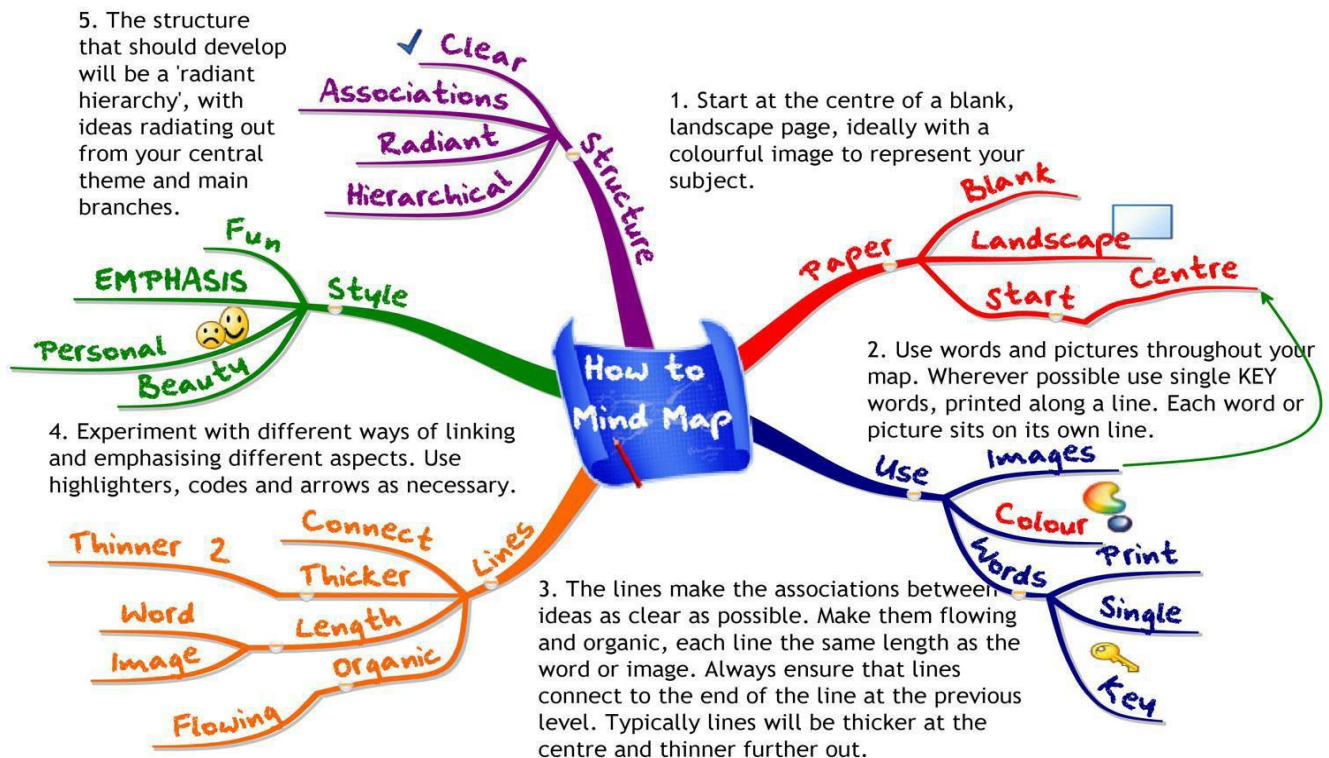 5. The structure
that should develop
will be a 'radiant
hierarchy', with
ideas radiating out
from your central
theme and main
branches.
Clear
Associations
Radiant
Hierarchical
Structure
1. Start at the centre of a blank,
landscape page, ideally with a
colourful image to represent your
subject.
Paper
Blank
Landscape
Start
Centre
Fun
EMPHASIS
Personal
Beauty
Style
How to
Mind Map
2. Use words and pictures throughout your
map. Wherever possible use single KEY
words, printed along a line. Each word or
picture sits on its own line.
Use
Images
Colour
Words
Print
Single
Key
4. Experiment with different ways of linking
and emphasising different aspects. Use
highlighters, codes and arrows as necessary.
Lines
Connect
Thicker
Thinner 2
Length
Word
Image
Organic
Flowing
3. The lines make the associations between
ideas as clear as possible. Make them flowing
and organic, each line the same length as the
word or image. Always ensure that lines
connect to the end of the line at the previous
level. Typically lines will be thicker at the
centre and thinner further out.